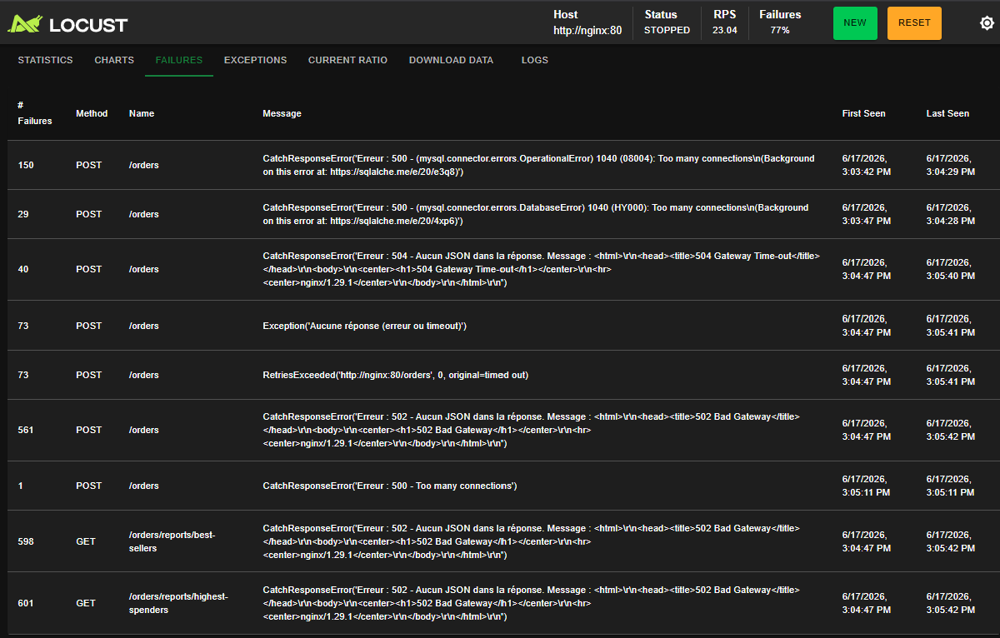 LOCUST
Host
http://nginx:80
Status
STOPPED
RPS
23.04
Failures
77%
NEW
RESET
STATISTICS
CHARTS
FAILURES
EXCEPTIONS
CURRENT RATIO
DOWNLOAD DATA
LOGS
#
Failures
Method
Name
Message
First Seen
Last Seen
150
POST
/orders
CatchResponseError('Erreur : 500 - (mysql.connector.errors.OperationalError) 1040 (08004): Too many connections\n(Background
on this error at: https://sqlalche.me/e/20/e3q8)')
6/17/2026,
3:03:42 PM
6/17/2026,
3:04:29 PM
29
POST
/orders
CatchResponseError('Erreur : 500 - (mysql.connector.errors.DatabaseError) 1040 (HY000): Too many connections\n(Background
on this error at: https://sqlalche.me/e/20/4xp6)')
6/17/2026,
3:03:47 PM
6/17/2026,
3:04:28 PM
40
POST
/orders
CatchResponseError('Erreur : 504 - Aucun JSON dans la réponse. Message : <html>\r\n<head><title>504 Gateway Time-out</title>
</head>\r\n<body>\r\n<center><h1>504 Gateway Time-out</h1></center>\r\n<hr>
<center>nginx/1.29.1</center>\r\n</body>\r\n</html>\r\n')
6/17/2026,
3:04:47 PM
6/17/2026,
3:05:40 PM
73
POST
/orders
Exception('Aucune réponse (erreur ou timeout)')
6/17/2026,
3:04:47 PM
6/17/2026,
3:05:41 PM
73
POST
/orders
RetriesExceeded('http://nginx:80/orders', 0, original=timed out)
6/17/2026,
3:04:47 PM
6/17/2026,
3:05:41 PM
561
POST
/orders
CatchResponseError('Erreur : 502 - Aucun JSON dans la réponse. Message : <html>\r\n<head><title>502 Bad Gateway</title>
</head>\r\n<body>\r\n<center><h1>502 Bad Gateway</h1></center>\r\n<hr>
<center>nginx/1.29.1</center>\r\n</body>\r\n</html>\r\n')
6/17/2026,
3:04:47 PM
6/17/2026,
3:05:42 PM
1
POST
/orders
CatchResponseError('Erreur : 500 - Too many connections')
6/17/2026,
3:05:11 PM
6/17/2026,
3:05:11 PM
598
GET
/orders/reports/best-
sellers
CatchResponseError('Erreur : 502 - Aucun JSON dans la réponse. Message : <html>\r\n<head><title>502 Bad Gateway</title>
</head>\r\n<body>\r\n<center><h1>502 Bad Gateway</h1></center>\r\n<hr>
<center>nginx/1.29.1</center>\r\n</body>\r\n</html>\r\n')
6/17/2026,
3:04:47 PM
6/17/2026,
3:05:42 PM
601
GET
/orders/reports/highest-
spenders
CatchResponseError('Erreur : 502 - Aucun JSON dans la réponse. Message : <html>\r\n<head><title>502 Bad Gateway</title>
</head>\r\n<body>\r\n<center><h1>502 Bad Gateway</h1></center>\r\n<hr>
<center>nginx/1.29.1</center>\r\n</body>\r\n</html>\r\n')
6/17/2026,
3:04:47 PM
6/17/2026,
3:05:42 PM